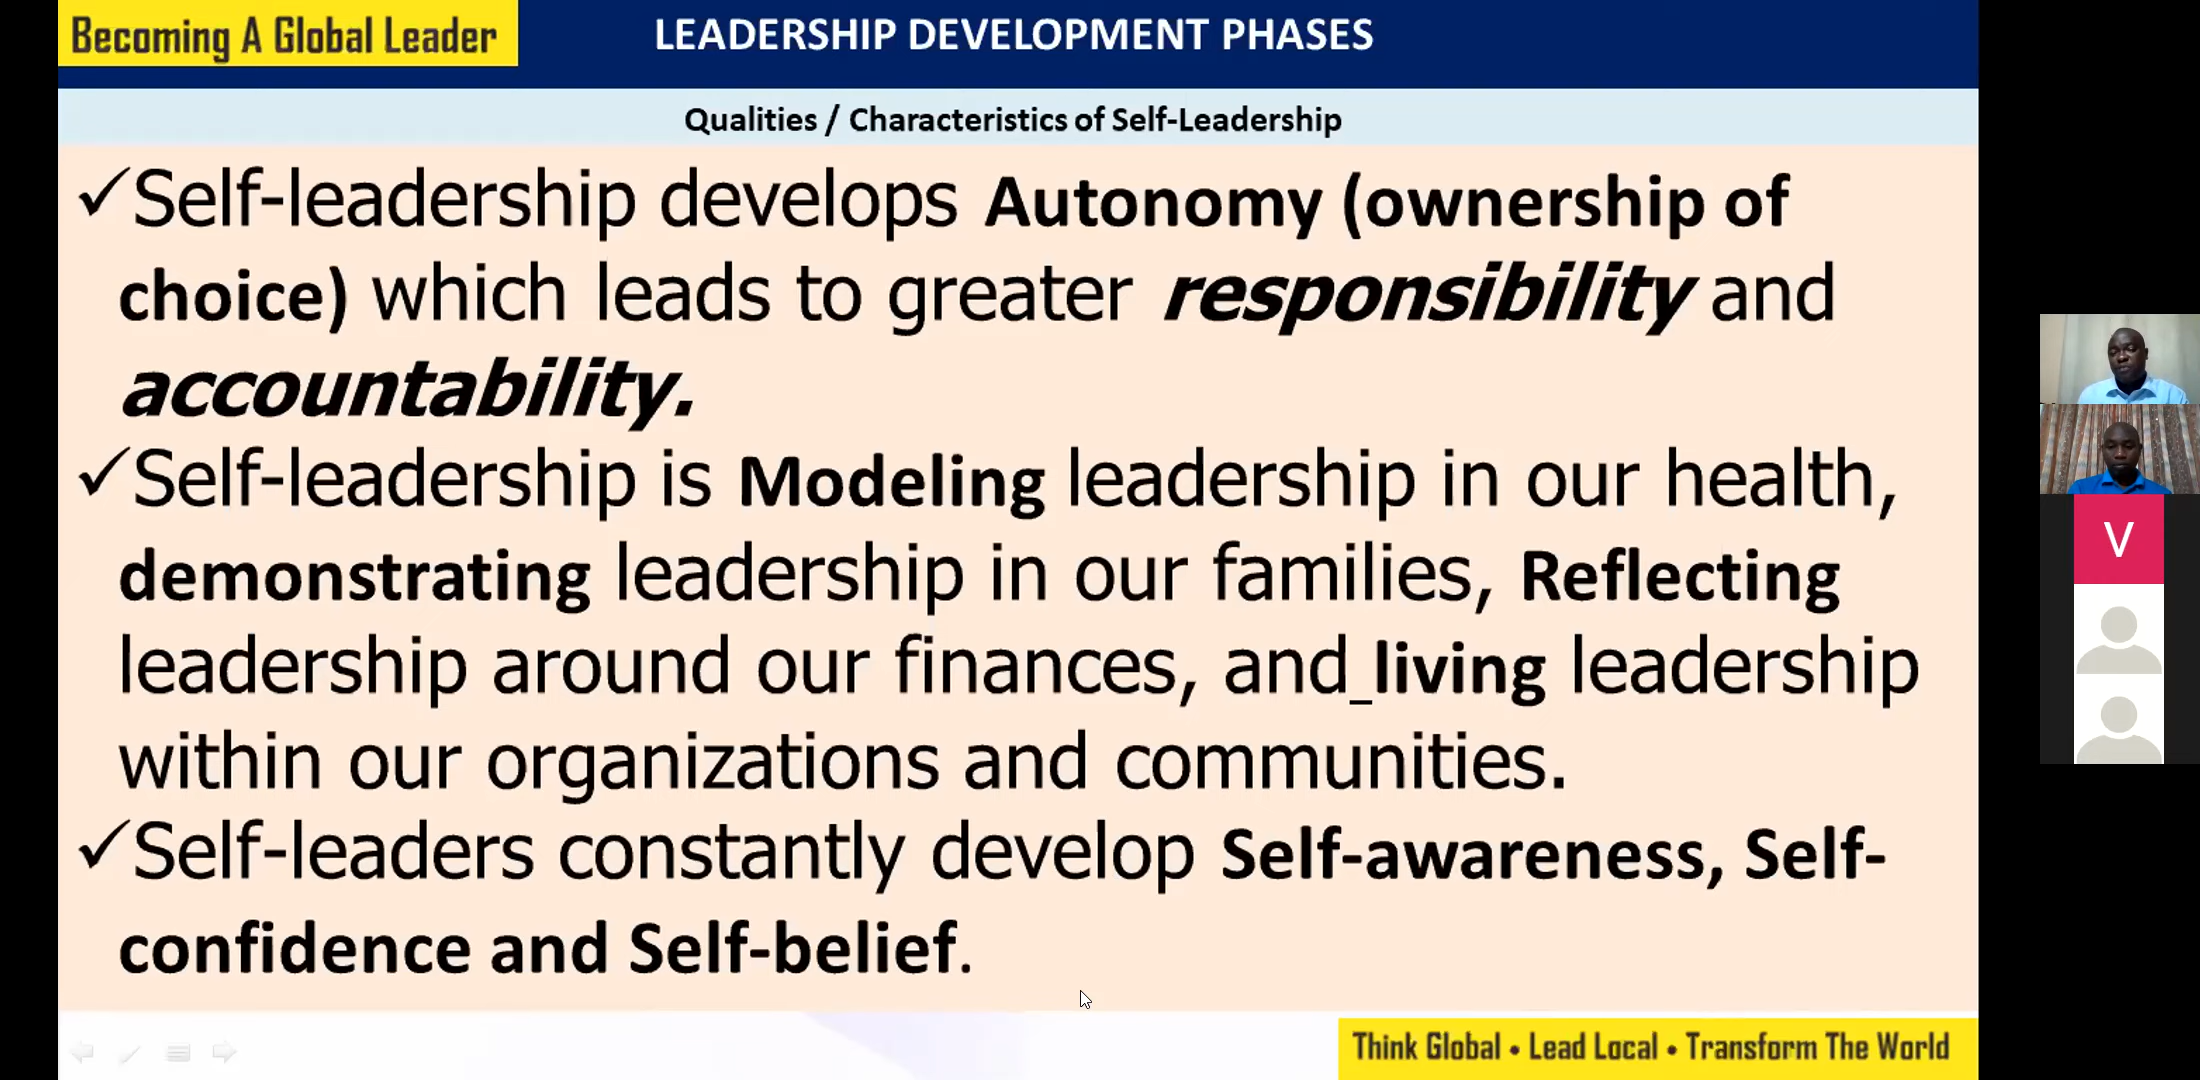 Becoming A Global Leader
LEADERSHIP DEVELOPMENT PHASES
Qualities / Characteristics of Self-Leadership
✓Self-leadership develops Autonomy (ownership of
choice) which leads to greater responsibility and
accountability.
✓Self-leadership is Modeling leadership in our health,
demonstrating leadership in our families, Reflecting
leadership around our finances, and living leadership
within our organizations and communities.
✓Self-leaders constantly develop Self-awareness, Self-
confidence and Self-belief.
V
Think Global • Lead Local • Transform The World